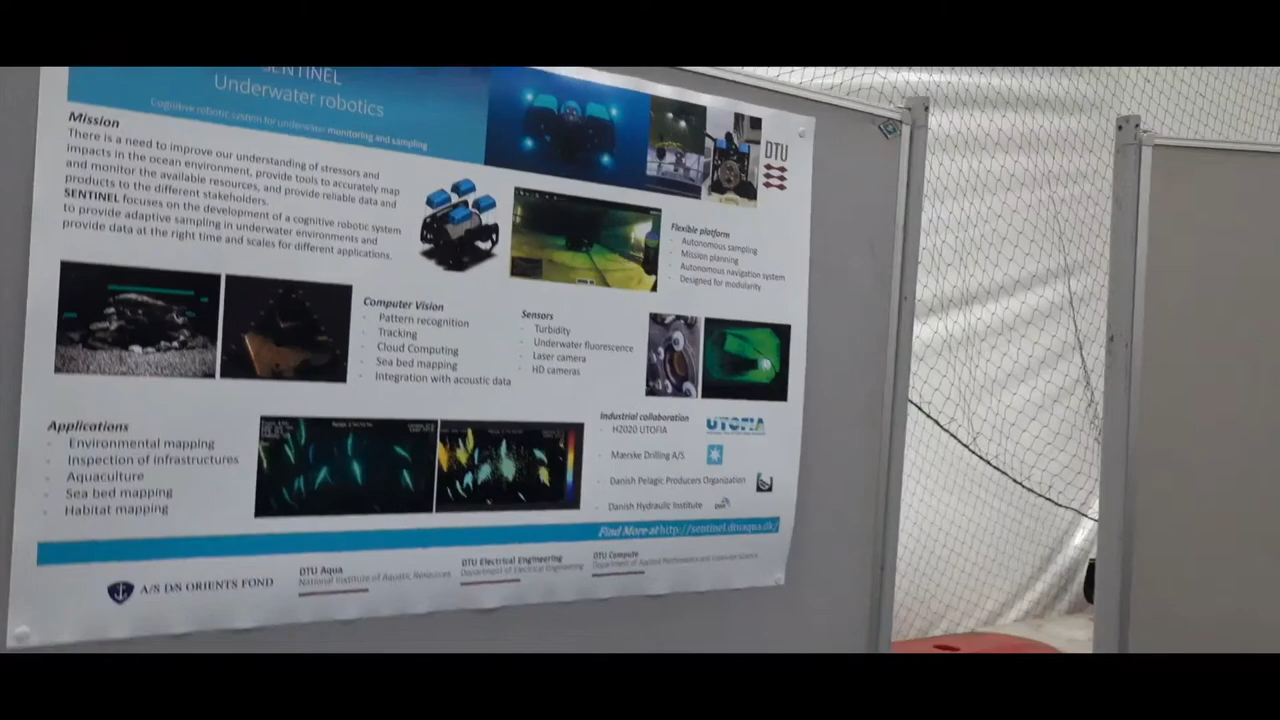 SENTINEL
Underwater robotics
Cognitive robotic system for underwater monitoring and sampling
Mission
There is a need to improve our understanding of stressors and
impacts in the ocean environment, provide tools to accurately map
and monitor the available resources, and provide reliable data and
products to the different stakeholders.
SENTINEL focuses on the development of a cognitive robotic system
to provide adaptive sampling in underwater environments and
provide data at the right time and scales for different applications.
DTU
Flexible platform
- Autonomous sampling
- Mission planning
- Autonomous navigation system
- Designed for modularity
Computer Vision
- Pattern recognition
- Tracking
- Cloud Computing
- Sea bed mapping
- Integration with acoustic data
Sensors
- Turbidity
- Underwater fluorescence
- Laser camera
- HD cameras
Applications
- Environmental mapping
- Inspection of infrastructures
- Aquaculture
- Sea bed mapping
- Habitat mapping
Industrial collaboration
- H2020 UTOFIA
UTOFIA
- Mærske Drilling A/S
- Danish Pelagic Producers Organization
- Danish Hydraulic Institute
DHI
Find More at http://sentinel.dtuaqua.dk/
A/S D/S ORIENTS FOND
DTU Aqua
National Institute of Aquatic Resources
DTU Electrical Engineering
Department of Electrical Engineering
DTU Compute
Department of Applied Mathematics and Computer Science